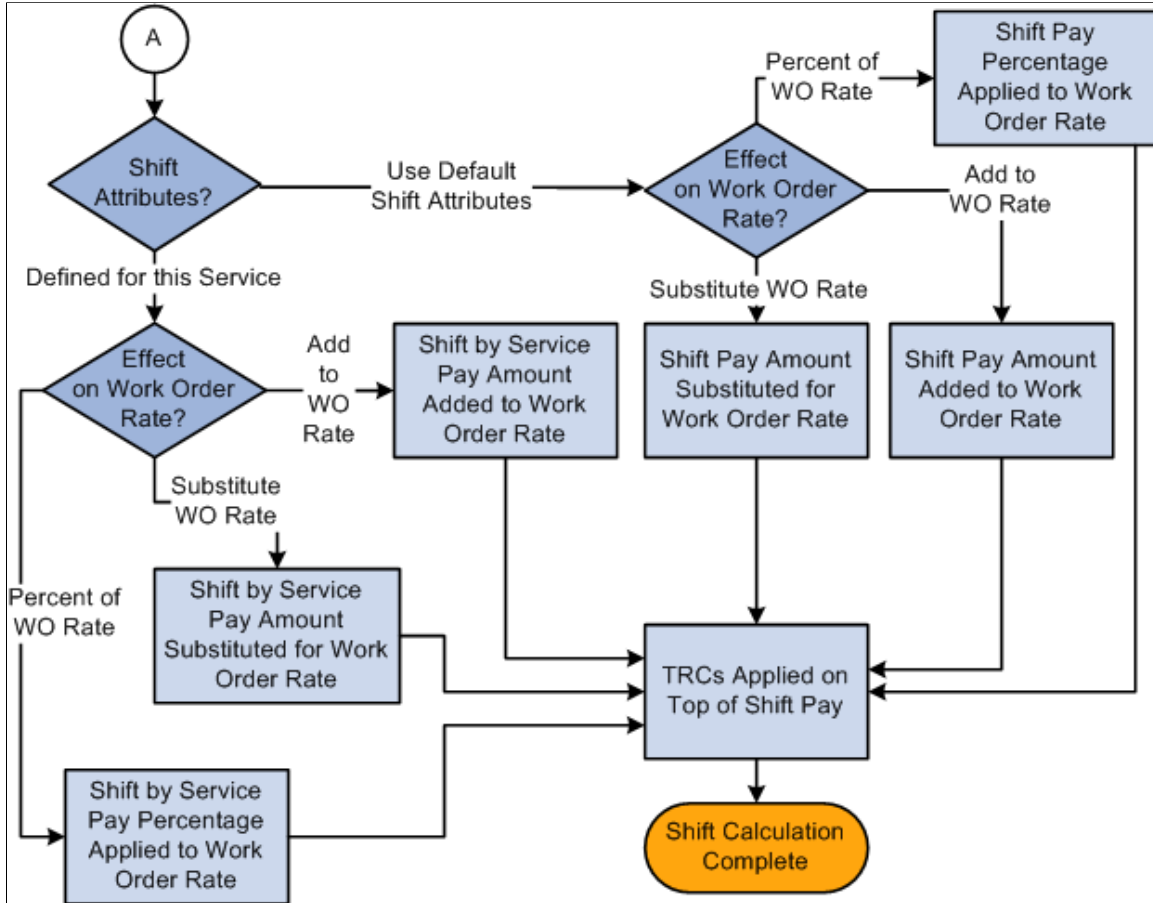 A
Shift
Attributes?
Use Default
Shift Attributes
Effect
on Work Order
Rate?
Percent of
WO Rate
Shift Pay
Percentage
Applied to Work
Order Rate
Add to
WO Rate
Substitute WO Rate
Shift Pay Amount
Substituted for
Work Order Rate
Shift Pay Amount
Added to Work
Order Rate
Defined for this Service
Effect
on Work Order
Rate?
Add
to
WO
Rate
Shift by Service
Pay Amount
Added to Work
Order Rate
Substitute
WO Rate
Shift by Service
Pay Amount
Substituted for Work
Order Rate
Percent of
WO Rate
Shift by Service
Pay Percentage
Applied to Work
Order Rate
TRCs Applied on
Top of Shift Pay
Shift Calculation
Complete